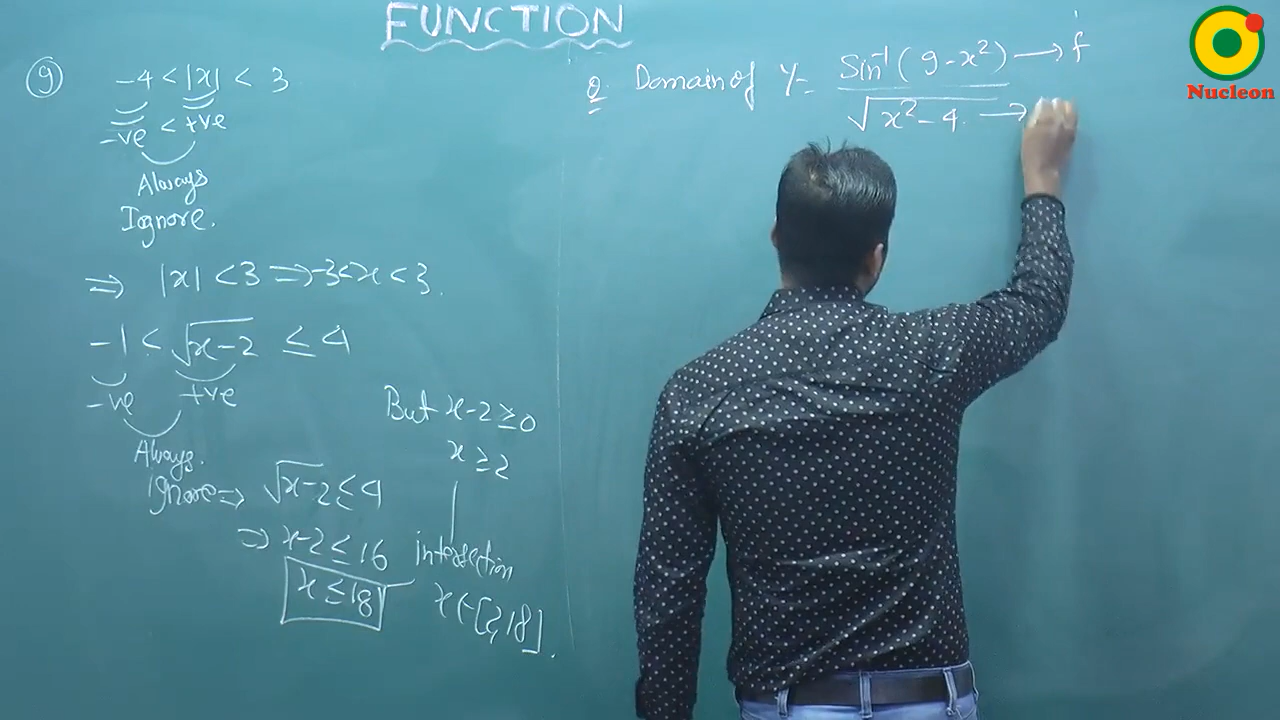 FUNCTION
9) -4 < |x| < 3
-ve < +ve
Always
Ignore.
⇒ |x| < 3 ⇒ -3 < x < 3.
-1 < √x-2 ≤ 4
-ve +ve
Always.
Ignore ⇒ √x-2 ≤ 4
⇒ x-2 ≤ 16
x ≤ 18
But x-2 ≥ 0
x ≥ 2
intersection
x ∈ [2, 18].
Q Domain of y = Sin⁻¹(9-x²) → f
√x²-4. →
Nucleon